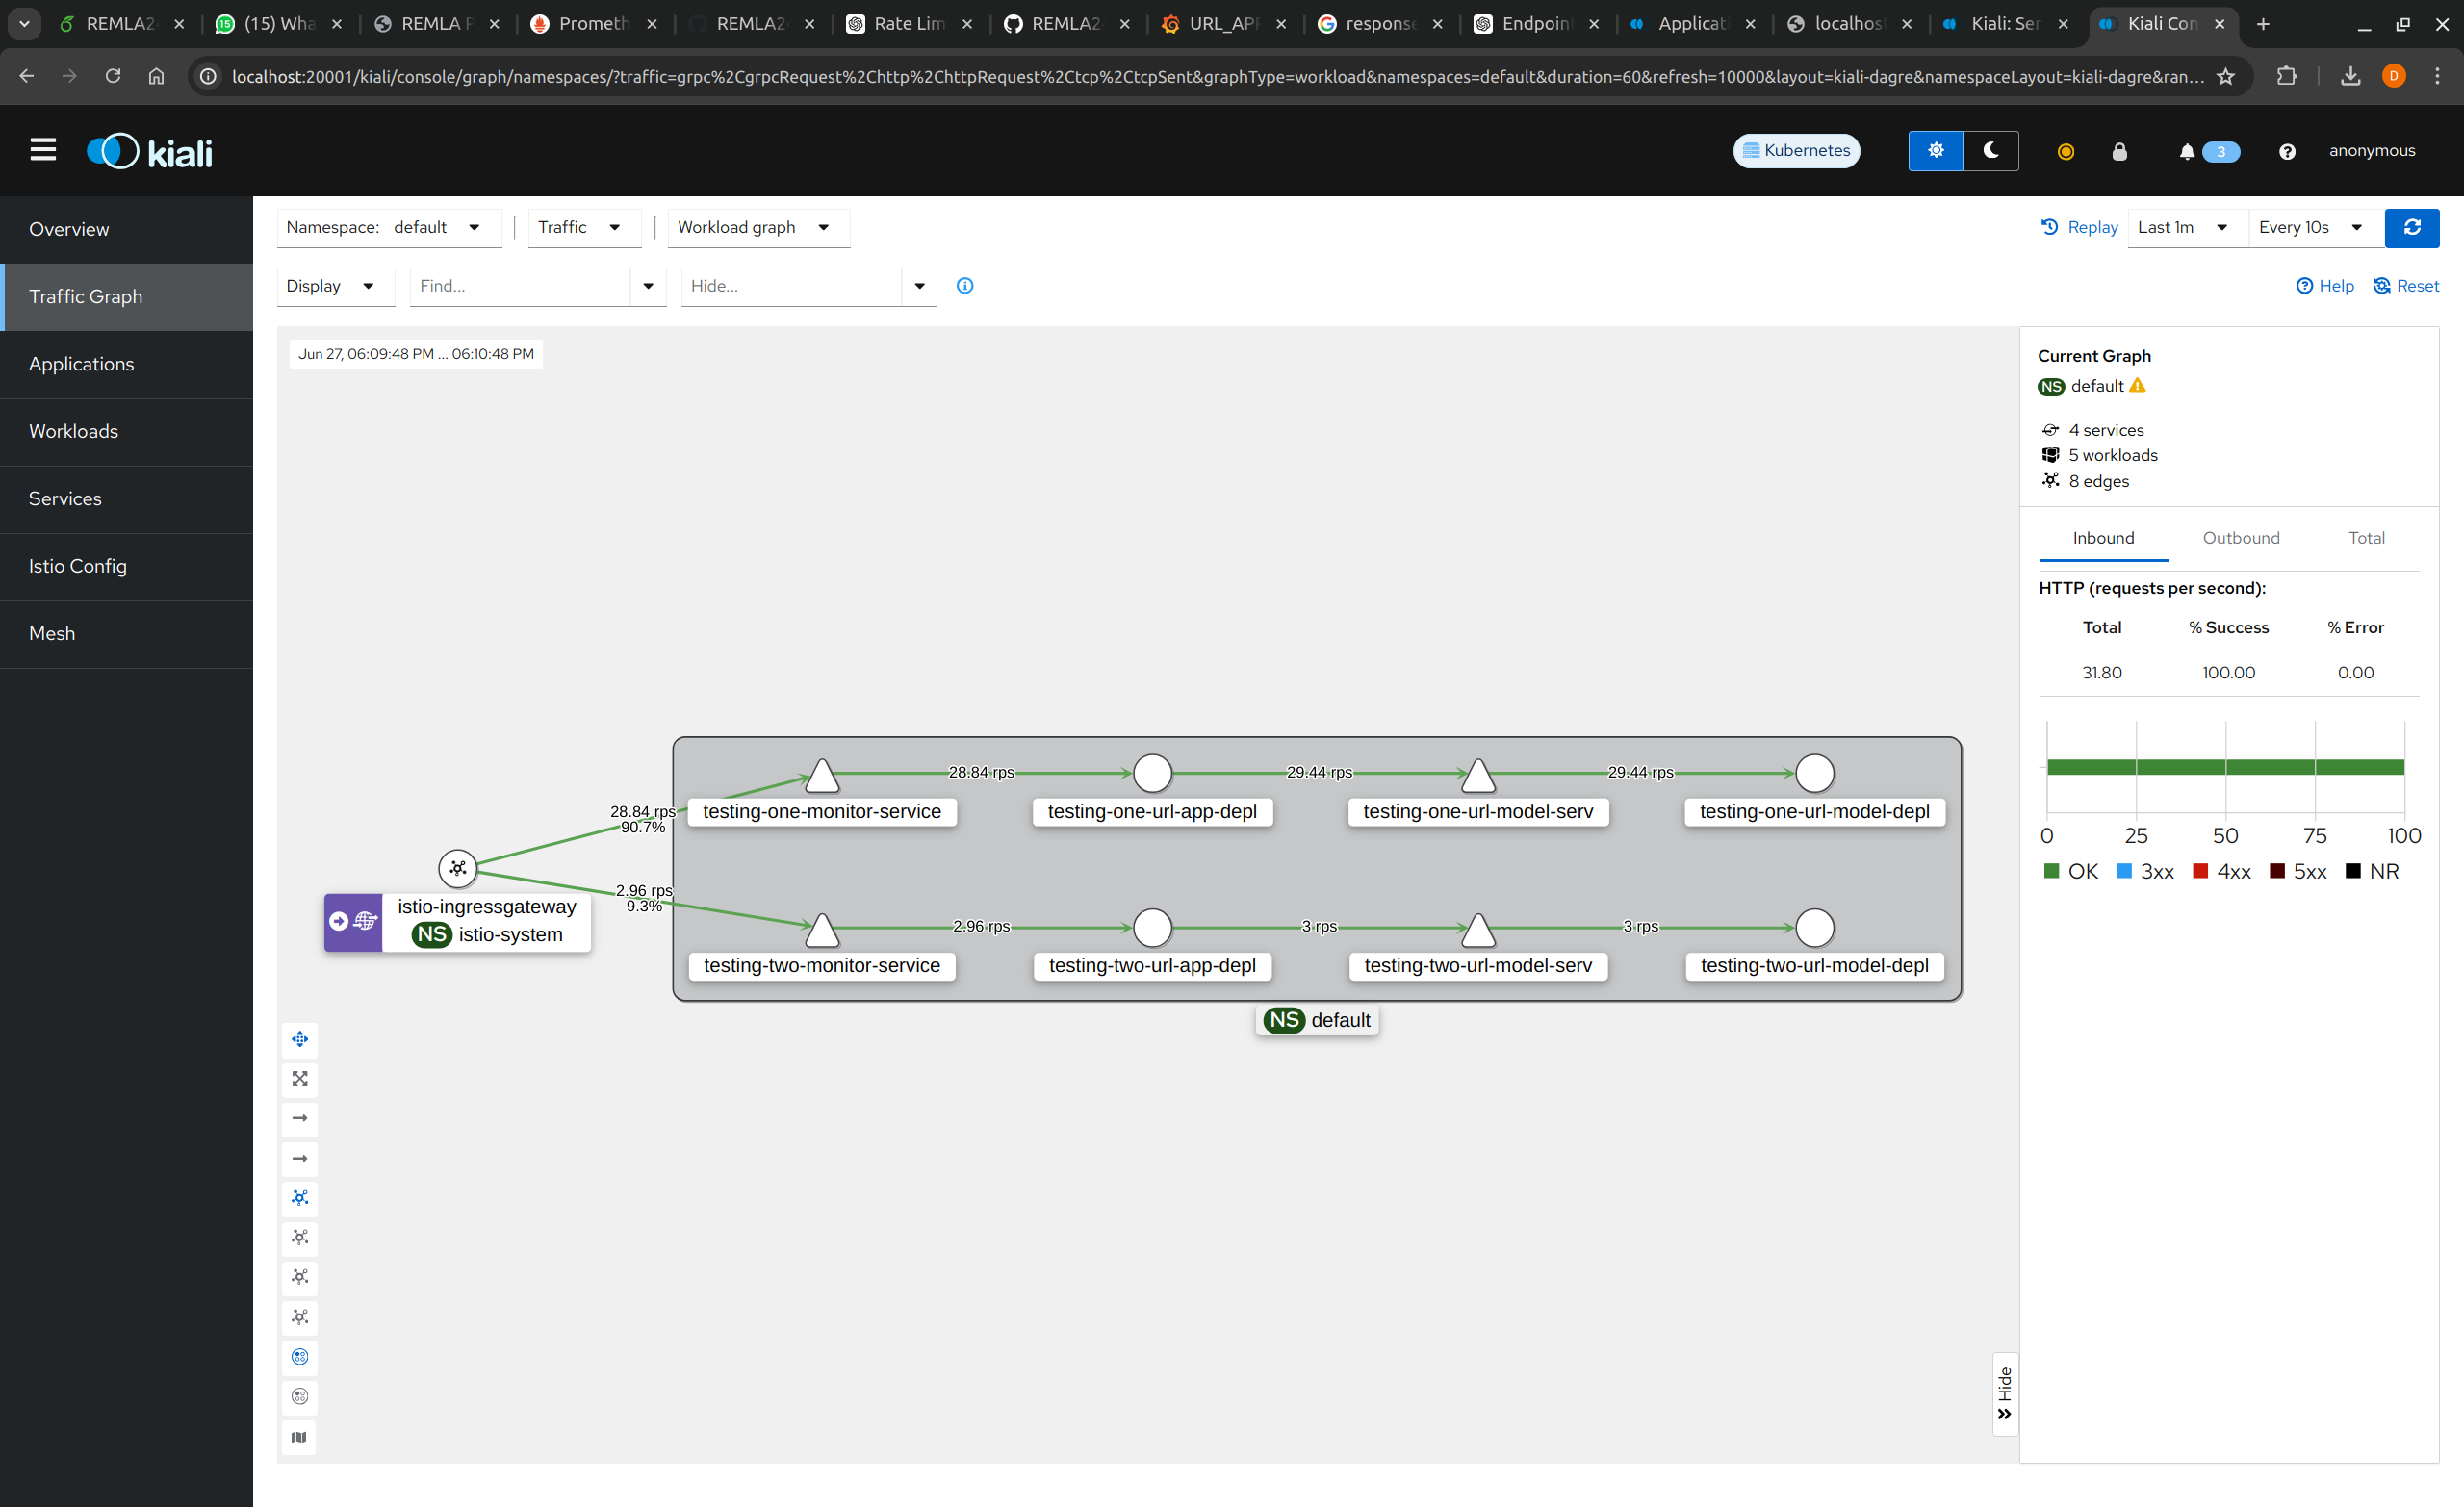 REMLA2
(15) Wha
REMLA P
Prometh
REMLA2
Rate Lim
REMLA2
URL_APP
response
Endpoin
Applicati
localhos
Kiali: Ser
Kiali Con
localhost:20001/kiali/console/graph/namespaces/?traffic=grpc%2CgrpcRequest%2Chttp%2ChttpRequest%2Ctcp%2CtcpSent&graphType=workload&namespaces=default&duration=60&refresh=10000&layout=kiali-dagre&namespaceLayout=kiali-dagre&ran...
D
kiali
Kubernetes
3
anonymous
Overview
Traffic Graph
Applications
Workloads
Services
Istio Config
Mesh
Namespace: default
Traffic
Workload graph
Replay
Last 1m
Every 10s
Display
Find...
Hide...
Help
Reset
Jun 27, 06:09:48 PM ... 06:10:48 PM
28.84 rps
90.7%
2.96 rps
9.3%
istio-ingressgateway
NS istio-system
28.84 rps
29.44 rps
29.44 rps
testing-one-monitor-service
testing-one-url-app-depl
testing-one-url-model-serv
testing-one-url-model-depl
2.96 rps
3 rps
3 rps
testing-two-monitor-service
testing-two-url-app-depl
testing-two-url-model-serv
testing-two-url-model-depl
NS default
Hide
Current Graph
NS default
4 services
5 workloads
8 edges
Inbound
Outbound
Total
HTTP (requests per second):
Total % Success % Error
31.80 100.00 0.00
0 25 50 75 100
OK 3xx 4xx 5xx NR